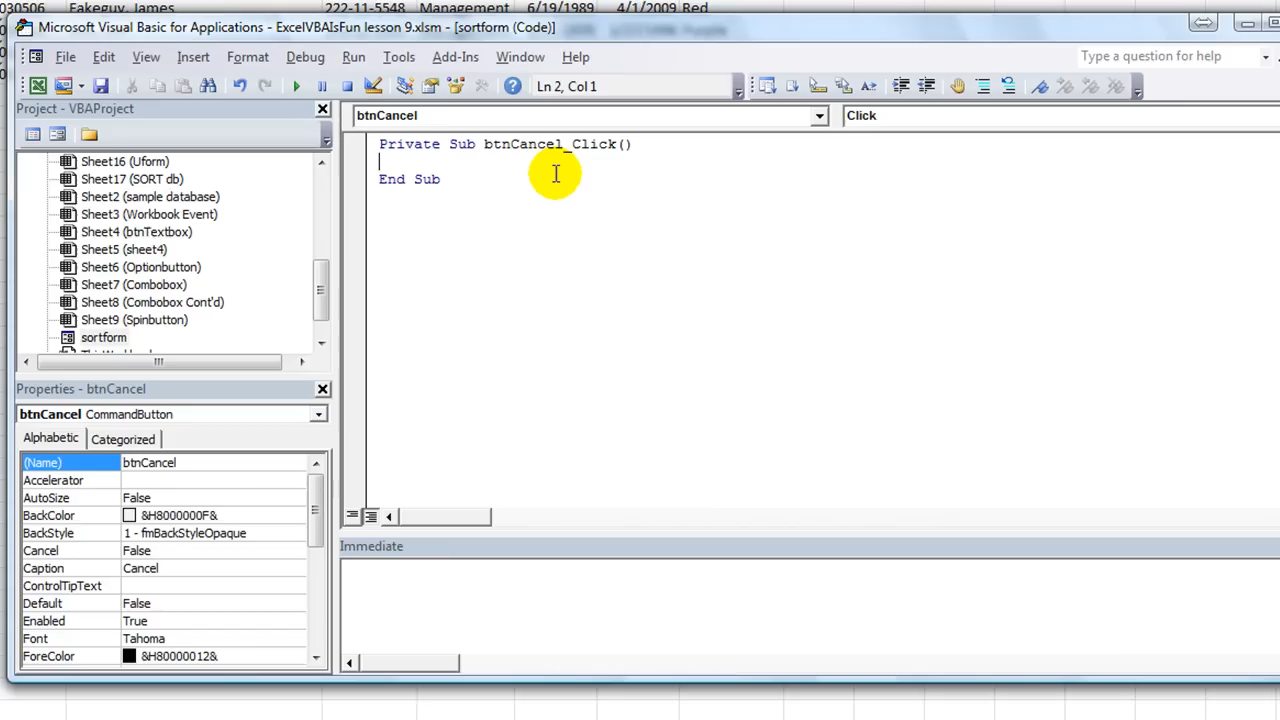 030506 Fakeguy, James 222-11-5548 Management 6/19/1989 4/1/2009 Red
Microsoft Visual Basic for Applications - ExcelVBAIsFun lesson 9.xlsm - [sortform (Code)]
File Edit View Insert Format Debug Run Tools Add-Ins Window Help
Type a question for help
Ln 2, Col 1
Project - VBAProject
btnCancel
Click
Private Sub btnCancel_Click()
End Sub
Sheet16 (Uform)
Sheet17 (SORT db)
Sheet2 (sample database)
Sheet3 (Workbook Event)
Sheet4 (btnTextbox)
Sheet5 (sheet4)
Sheet6 (Optionbutton)
Sheet7 (Combobox)
Sheet8 (Combobox Cont'd)
Sheet9 (Spinbutton)
sortform
Properties - btnCancel
btnCancel CommandButton
Alphabetic Categorized
(Name) btnCancel
Accelerator
AutoSize False
BackColor &H8000000F&
BackStyle 1 - fmBackStyleOpaque
Cancel False
Caption Cancel
ControlTipText
Default False
Enabled True
Font Tahoma
ForeColor &H80000012&
Immediate